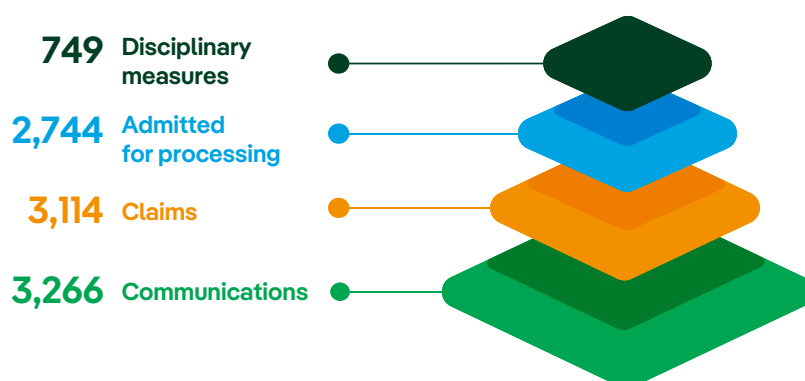 749 Disciplinary
measures
2,744 Admitted
for processing
3,114 Claims
3,266 Communications